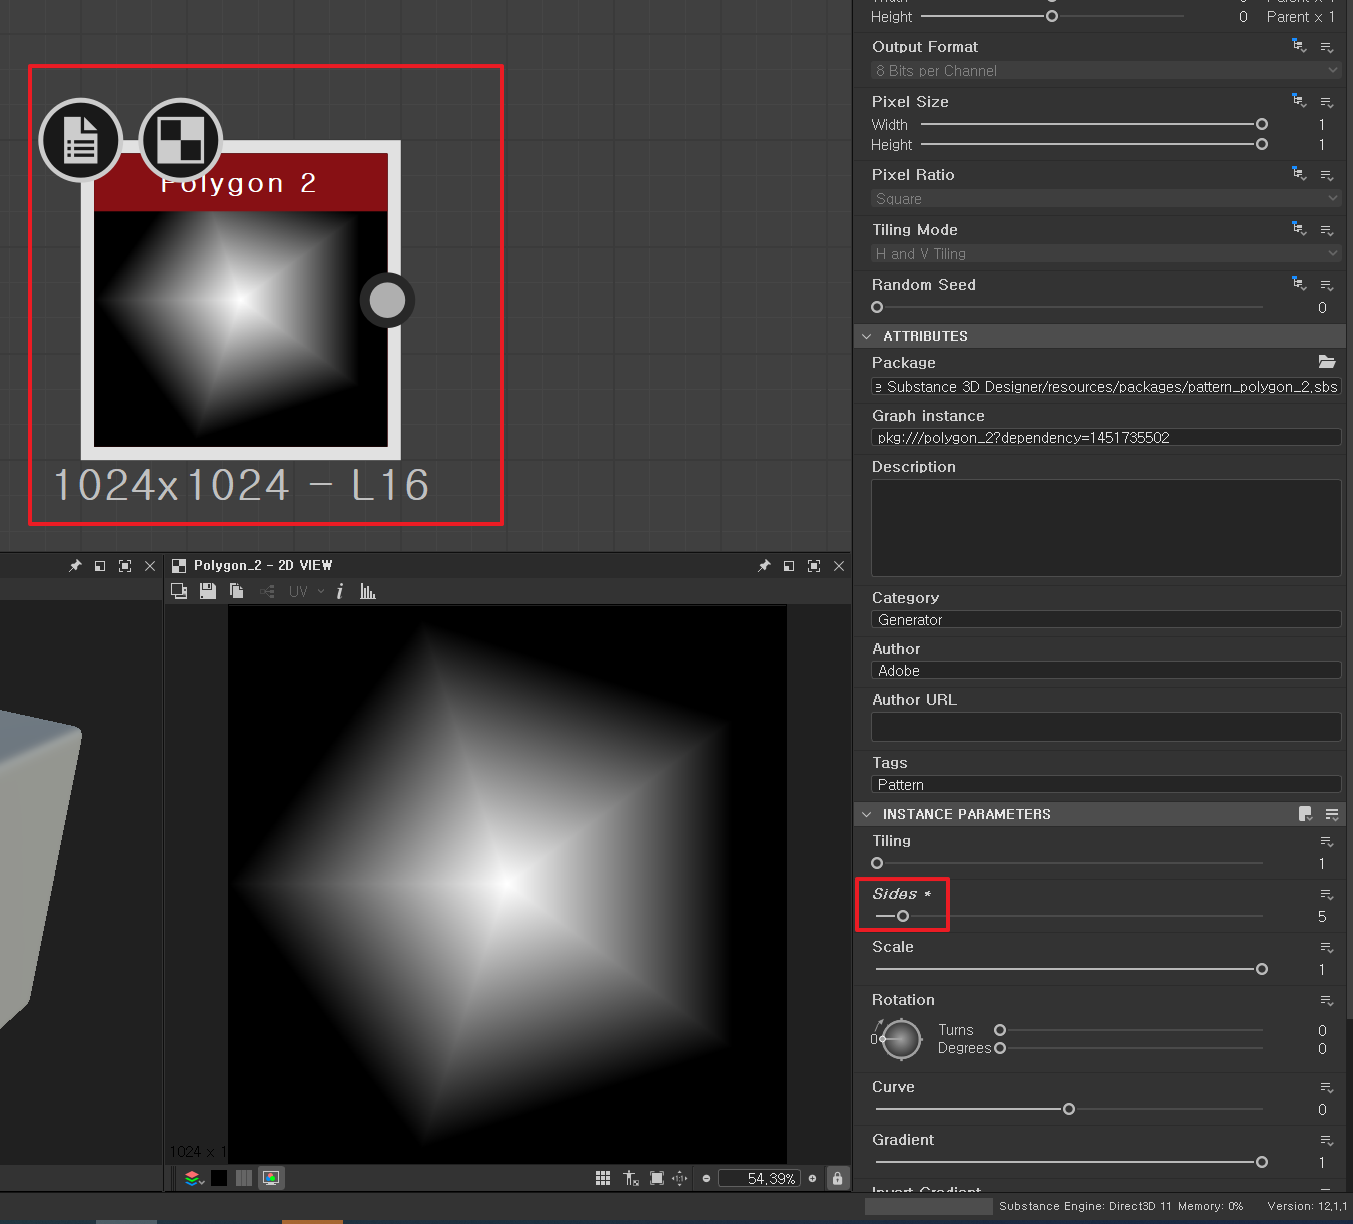 Height 0 Parent x 1
Output Format
8 Bits per Channel
Pixel Size
Width 1
Height 1
Pixel Ratio
Square
Tiling Mode
H and V Tiling
Random Seed
0
ATTRIBUTES
Package
Substance 3D Designer/resources/packages/pattern_polygon_2.sbs
Graph instance
pkg:///polygon_2?dependency=1451735502
Description
Category
Generator
Author
Adobe
Author URL
Tags
Pattern
INSTANCE PARAMETERS
Tiling
1
Sides *
5
Scale
1
Rotation
0 Turns 0
Degrees 0
Curve
0
Gradient
1
Invert Gradient
Polygon 2
1024x1024 - L16
Polygon_2 - 2D VIEW
UV
1024 x 1
54.39%
Substance Engine: Direct3D 11 Memory: 0% Version: 12.1.1